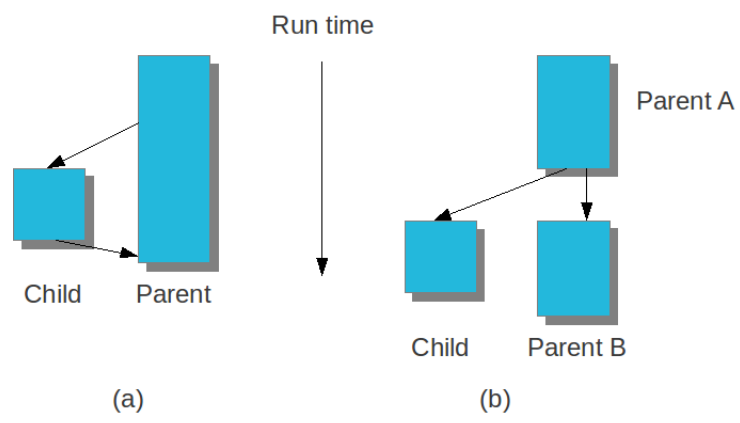 Run time
Parent A
Child
Parent
Child
Parent B
(a)
(b)